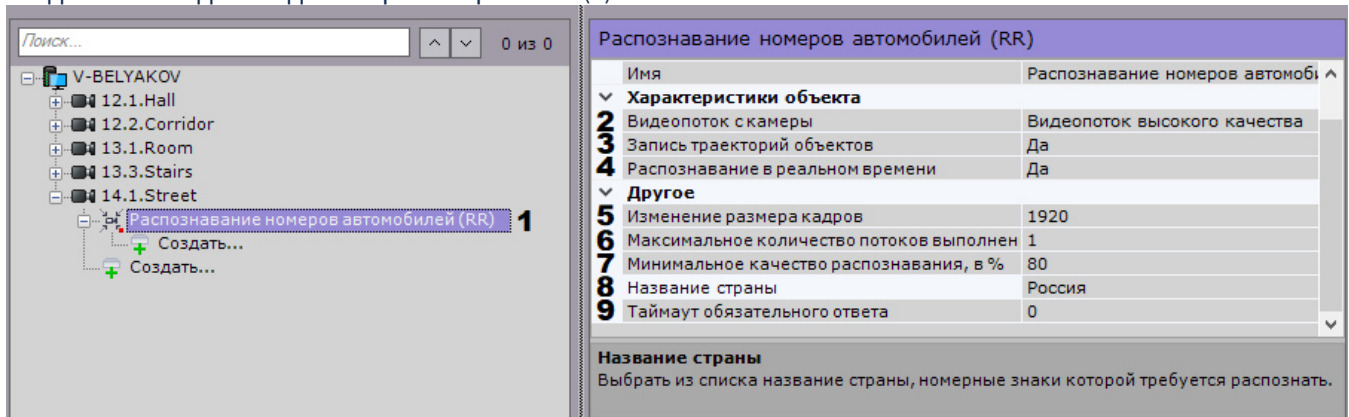 Поиск...
0 из 0
V-BELYAKOV
12.1.Hall
12.2.Corridor
13.1.Room
13.3.Stairs
14.1.Street
Распознавание номеров автомобилей (RR) 1
Создать...
Создать...
Распознавание номеров автомобилей (RR)
Имя Распознавание номеров автомоби
Характеристики объекта
2 Видеопоток с камеры Видеопоток высокого качества
3 Запись траекторий объектов Да
4 Распознавание в реальном времени Да
Другое
5 Изменение размера кадров 1920
6 Максимальное количество потоков выполнен 1
7 Минимальное качество распознавания, в % 80
8 Название страны Россия
9 Таймаут обязательного ответа 0
Название страны
Выбрать из списка название страны, номерные знаки которой требуется распознать.